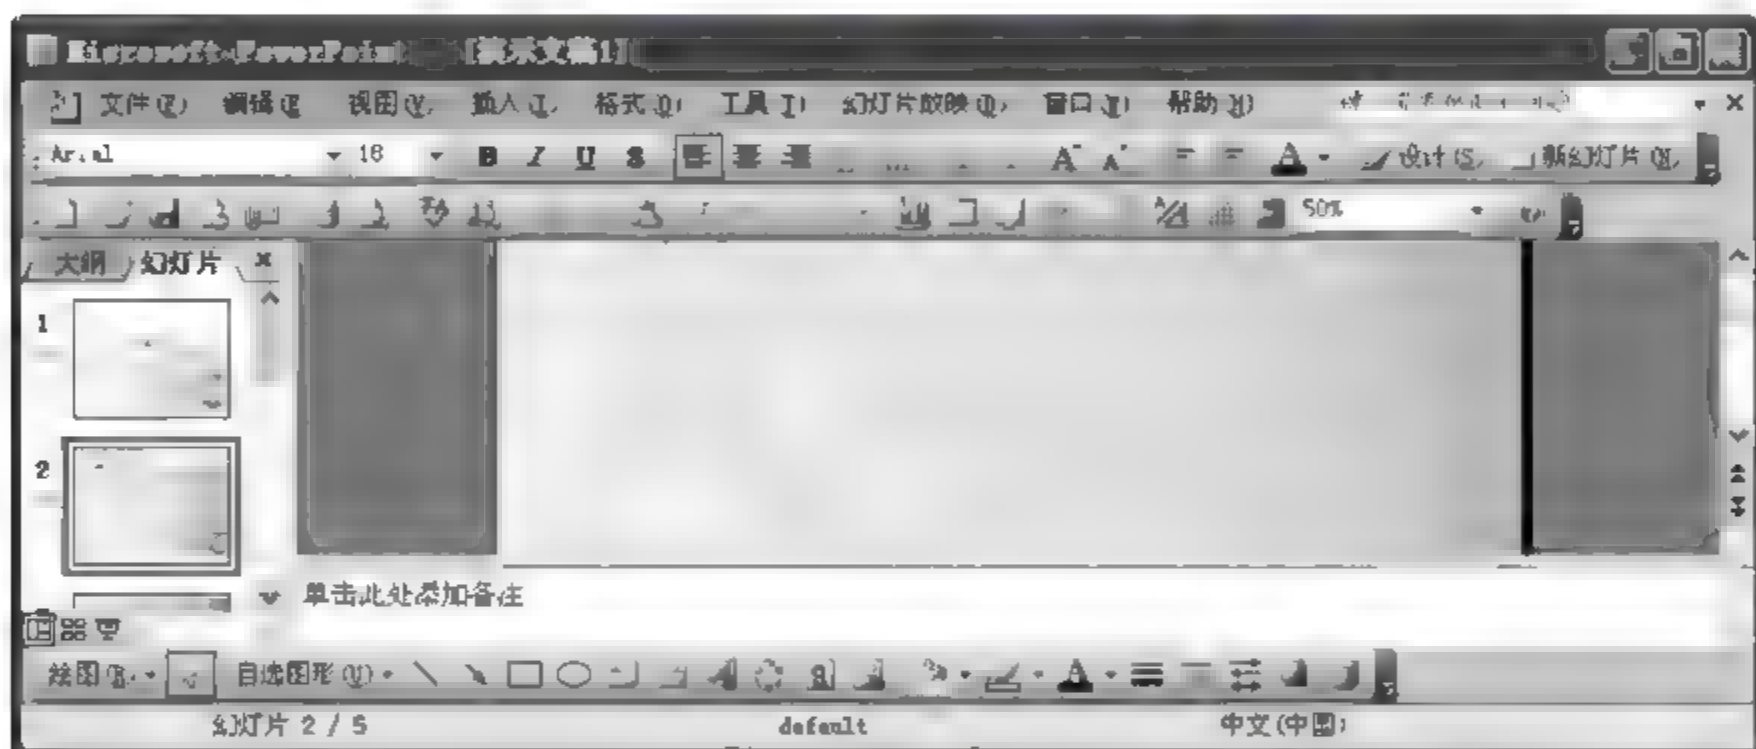 Microsoft PowerPoint [演示文稿1]
文件(F) 编辑(E 视图(V) 插入(I) 格式(O) 工具(T) 幻灯片放映(D) 窗口(W) 帮助(H)
Arial 18 B I U S A A A 设计(S) 新幻灯片(N)
50%
大纲 幻灯片
1
2
单击此处添加备注
绘图(R) 自选图形(U) A
幻灯片 2 / 5 default 中文(中国)